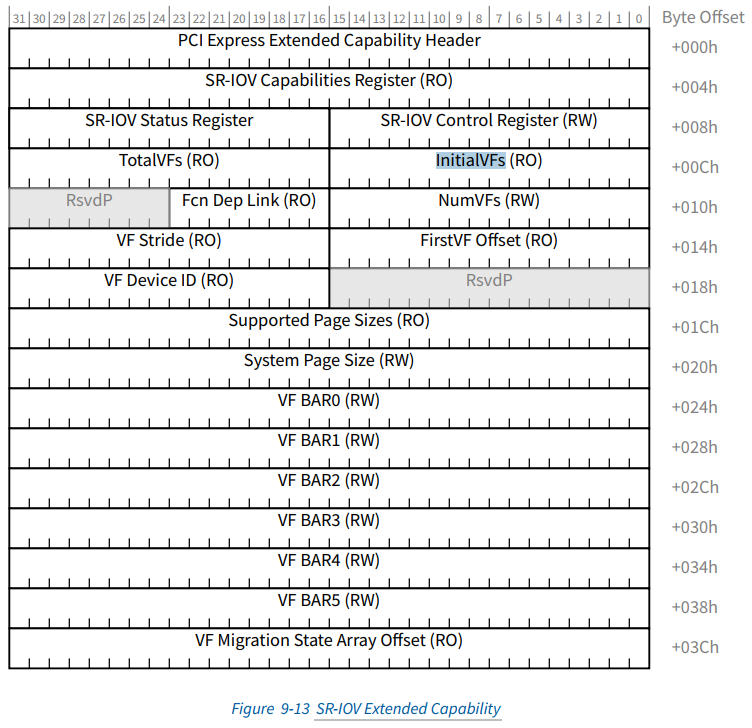 31 30 29 28 27 26 25 24 23 22 21 20 19 18 17 16 15 14 13 12 11 10 9 8 7 6 5 4 3 2 1 0 Byte Offset
PCI Express Extended Capability Header +000h
SR-IOV Capabilities Register (RO) +004h
SR-IOV Status Register SR-IOV Control Register (RW) +008h
TotalVFs (RO) InitialVFs (RO) +00Ch
RsvdP Fcn Dep Link (RO) NumVFs (RW) +010h
VF Stride (RO) FirstVF Offset (RO) +014h
VF Device ID (RO) RsvdP +018h
Supported Page Sizes (RO) +01Ch
System Page Size (RW) +020h
VF BAR0 (RW) +024h
VF BAR1 (RW) +028h
VF BAR2 (RW) +02Ch
VF BAR3 (RW) +030h
VF BAR4 (RW) +034h
VF BAR5 (RW) +038h
VF Migration State Array Offset (RO) +03Ch
Figure 9-13 SR-IOV Extended Capability